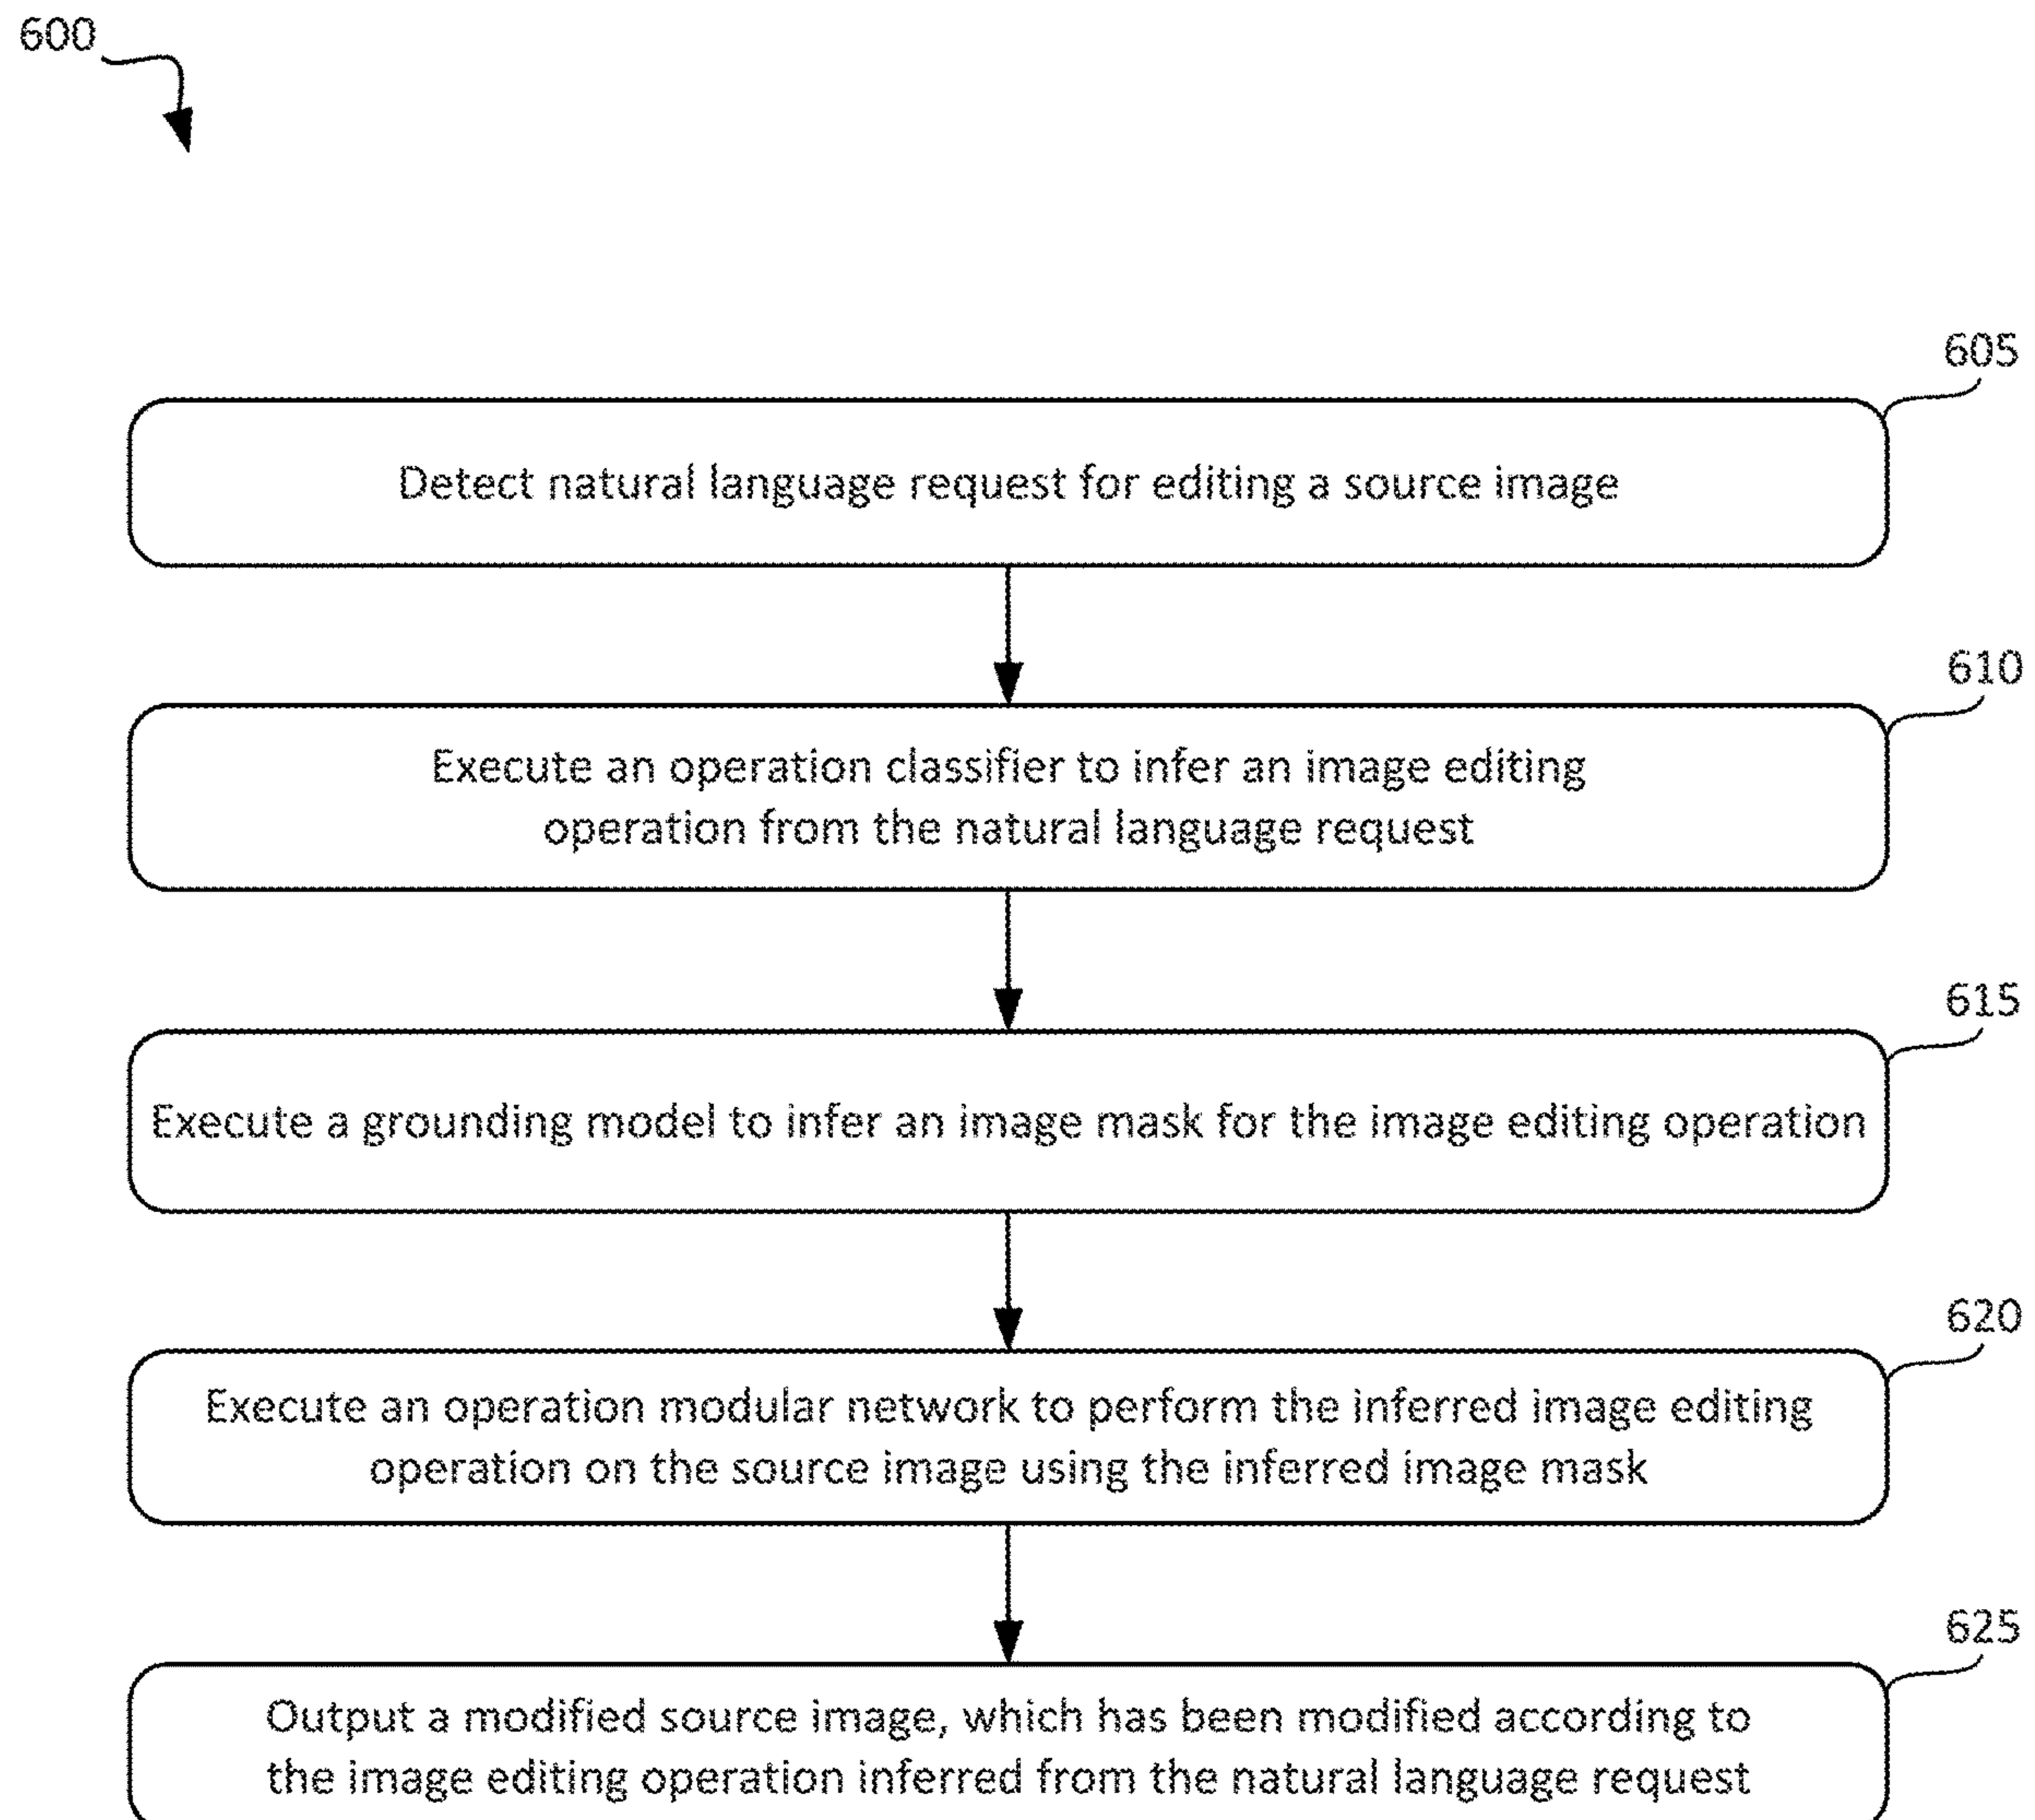 600
605
Detect natural language request for editing a source image
610
Execute an operation classifier to infer an image editing
operation from the natural language request
615
Execute a grounding model to infer an image mask for the image editing operation
620
Execute an operation modular network to perform the inferred image editing
operation on the source image using the inferred image mask
625
Output a modified source image, which has been modified according to
the image editing operation inferred from the natural language request